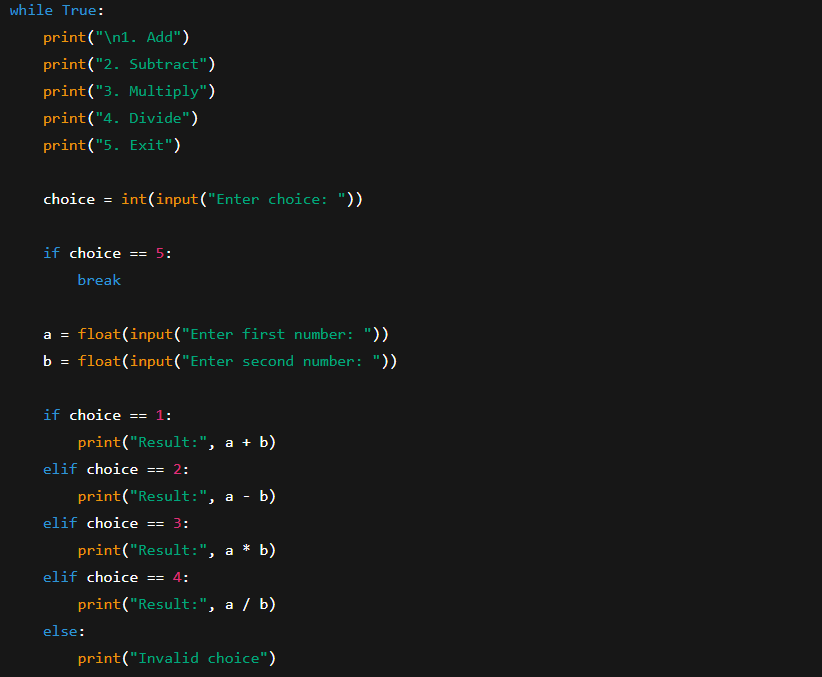 while True:
    print("\n1. Add")
    print("2. Subtract")
    print("3. Multiply")
    print("4. Divide")
    print("5. Exit")

    choice = int(input("Enter choice: "))

    if choice == 5:
        break

    a = float(input("Enter first number: "))
    b = float(input("Enter second number: "))

    if choice == 1:
        print("Result:", a + b)
    elif choice == 2:
        print("Result:", a - b)
    elif choice == 3:
        print("Result:", a * b)
    elif choice == 4:
        print("Result:", a / b)
    else:
        print("Invalid choice")